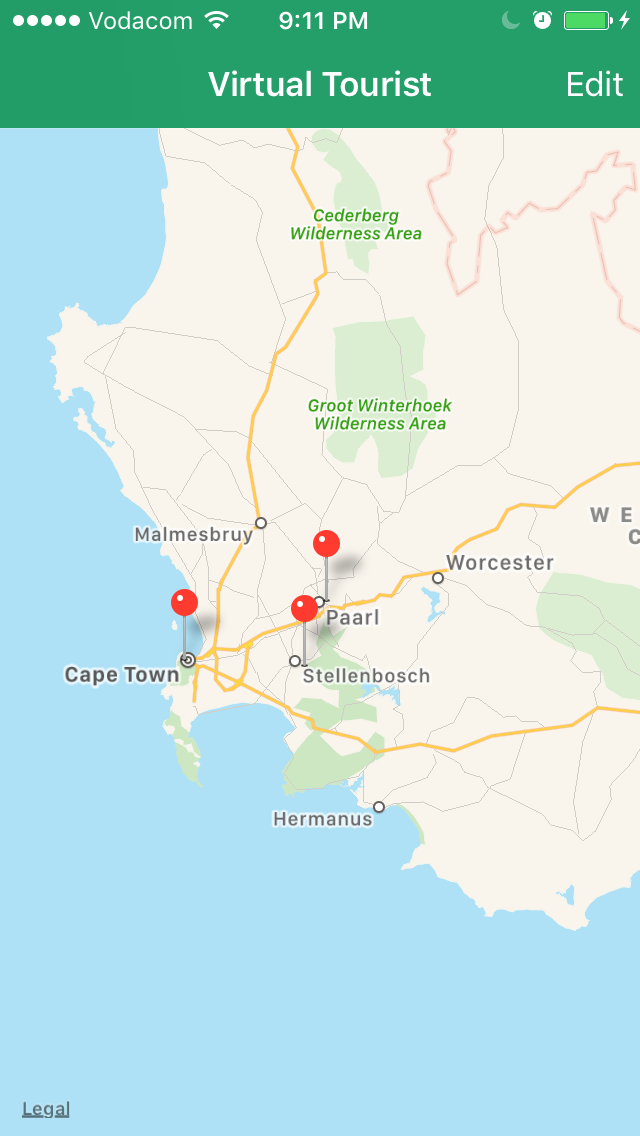 Vodacom 9:11 PM
Virtual Tourist Edit
Cederberg
Wilderness Area
Groot Winterhoek
Wilderness Area
W E
C
Malmesbruy
Worcester
Paarl
Cape Town
Stellenbosch
Hermanus
Legal